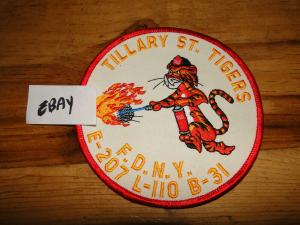 TILLARY ST. TIGERS
EBAY
F.D.N.Y.
E-207 L-110 B-31